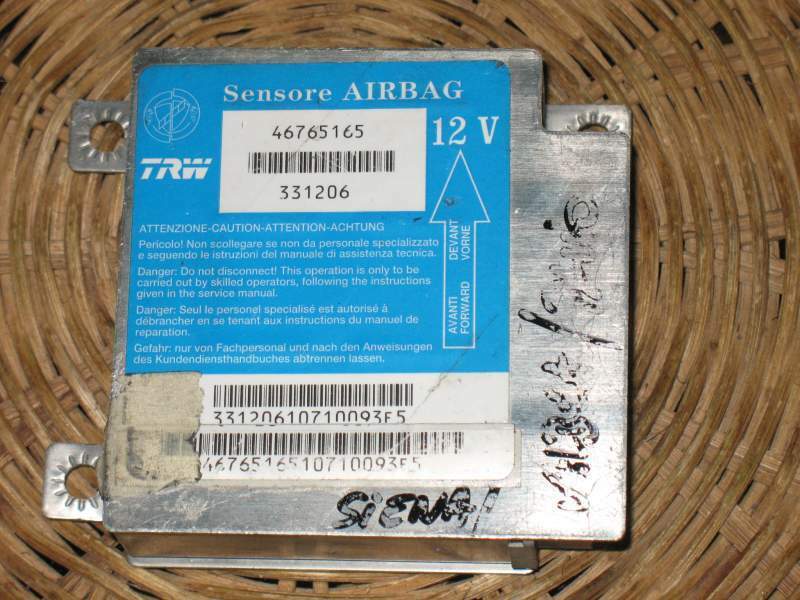 Sensore AIRBAG
46765165
12 V
TRW
331206
ATTENZIONE-CAUTION-ATTENTION-ACHTUNG
Pericolo! Non scollegare se non da personale specializzato
e seguendo le istruzioni del manuale di assistenza tecnica.
Danger: Do not disconnect! This operation is only to be
carried out by skilled operators, following the instructions
given in the service manual.
Danger: Seul le personel specialisé est autorisé à
débrancher en se tenant aux instructions du manuel de
reparation.
Gefahr: nur von Fachpersonal und nach den Anweisungen
des Kundendiensthandbuches abtrennen lassen.
AVANTI DEVANT
FORWARD VORNE
33120610710093F5
4676516510710093F5
SiENA